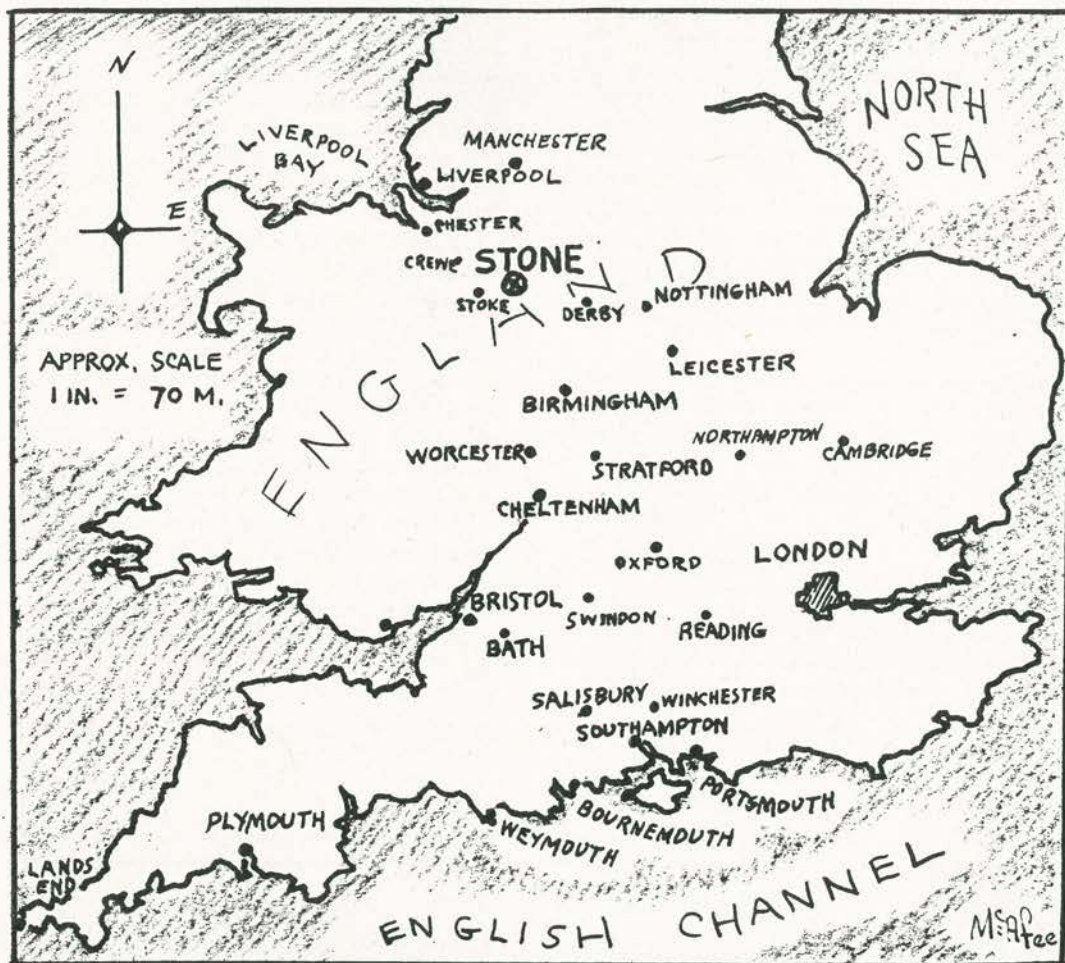 N
E
LIVERPOOL
BAY
NORTH
SEA
MANCHESTER
LIVERPOOL
CHESTER
CREWE
STONE
STOKE
DERBY
NOTTINGHAM
ENGLAND
APPROX. SCALE
1 IN. = 70 M.
LEICESTER
BIRMINGHAM
WORCESTER
STRATFORD
NORTHAMPTON
CAMBRIDGE
CHELTENHAM
OXFORD
LONDON
BRISTOL
SWINDON
READING
BATH
SALISBURY
WINCHESTER
SOUTHAMPTON
PORTSMOUTH
BOURNEMOUTH
WEYMOUTH
PLYMOUTH
LANDS
END
ENGLISH CHANNEL
McAfee